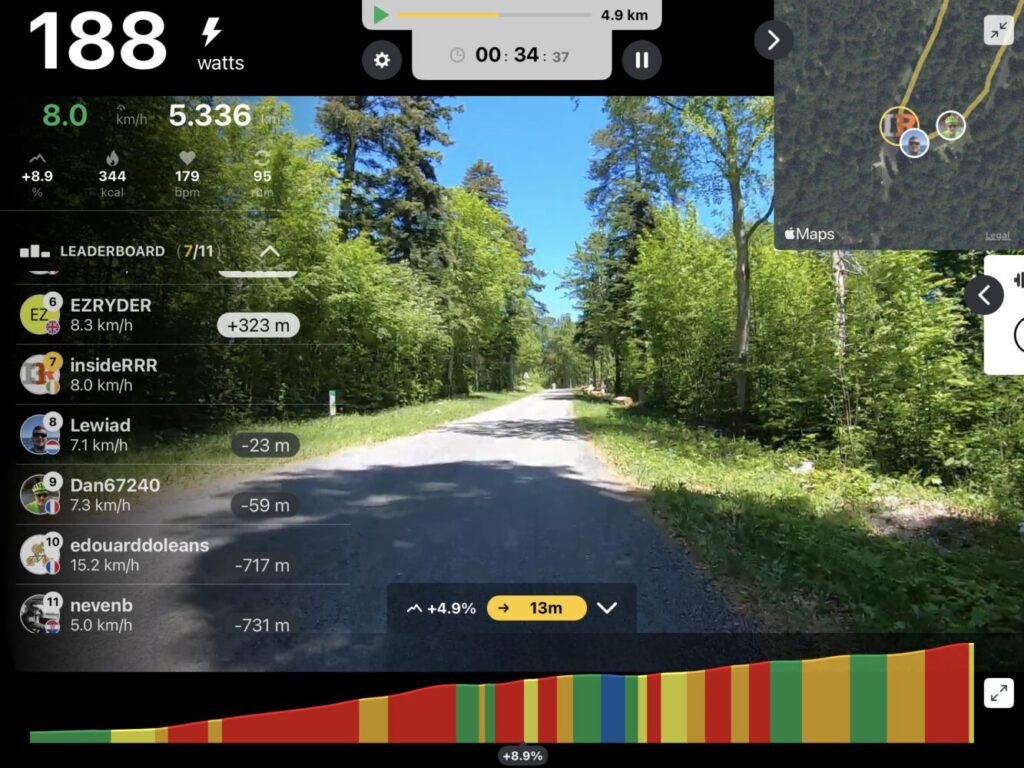 188
watts
4.9 km
00 : 34 : 37
8.0 km/h 5.336 km
+8.9 344 179 95
% kcal bpm rpm
LEADERBOARD (7/11)
6 EZRYDER
EZ
8.3 km/h +323 m
7 insideRRR
8.0 km/h
8 Lewiad
7.1 km/h -23 m
9 Dan67240
7.3 km/h -59 m
10 edouarddoleans
15.2 km/h -717 m
11 nevenb
5.0 km/h -731 m
Maps Legal
+4.9% → 13m
+8.9%